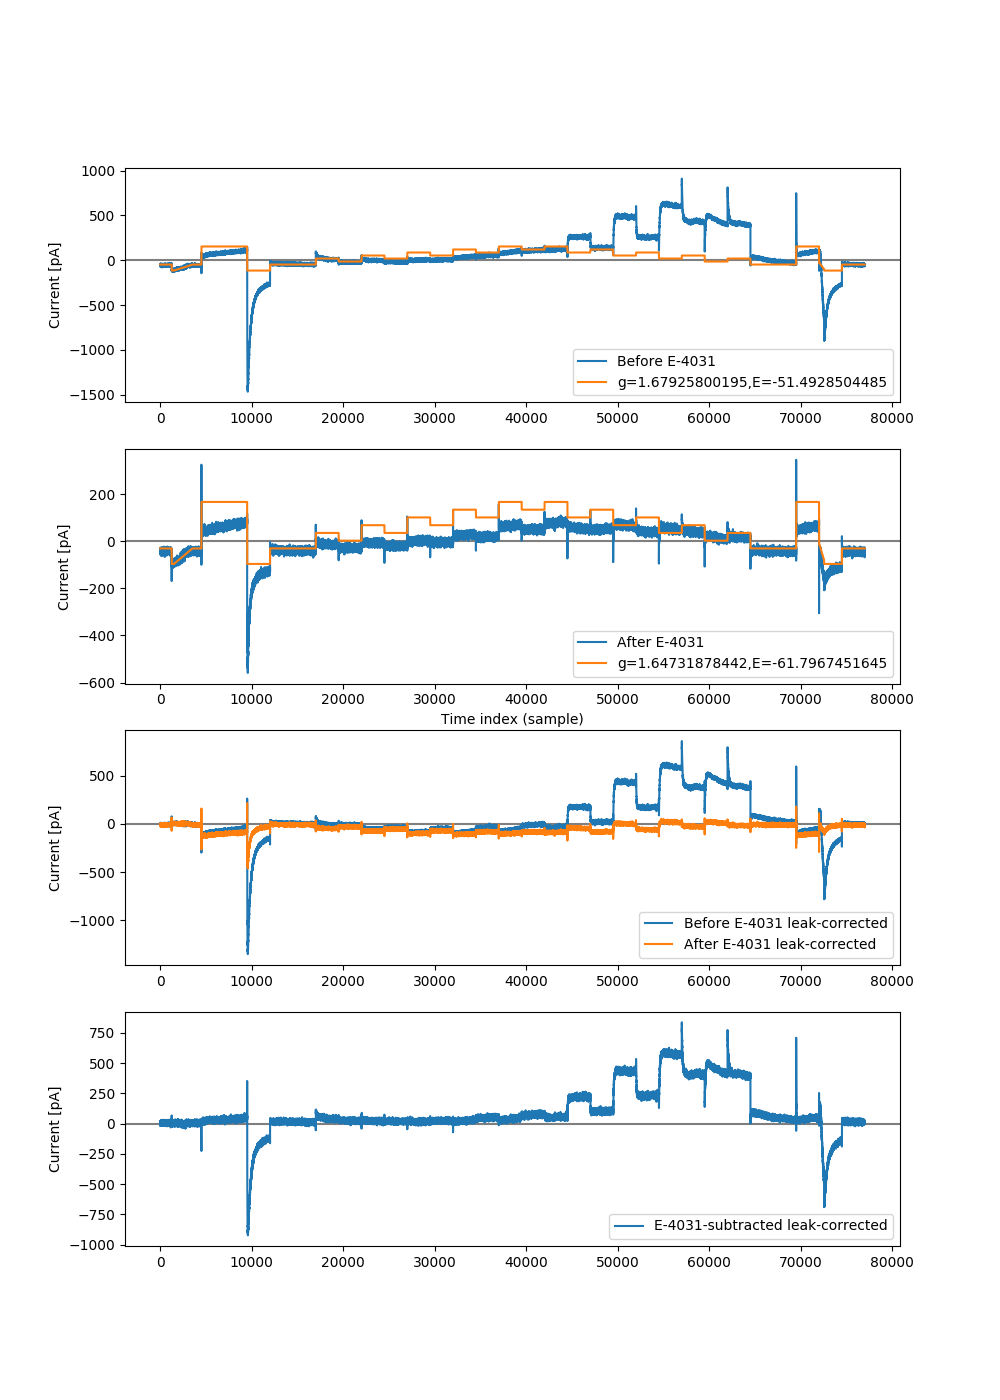 1000
500
0
−500
−1000
−1500
Current [pA]
Before E-4031
g=1.67925800195,E=-51.4928504485
0 10000 20000 30000 40000 50000 60000 70000 80000
200
0
−200
−400
−600
Current [pA]
After E-4031
g=1.64731878442,E=-61.7967451645
0 10000 20000 30000 40000 50000 60000 70000 80000
Time index (sample)
500
0
−500
−1000
Current [pA]
Before E-4031 leak-corrected
After E-4031 leak-corrected
0 10000 20000 30000 40000 50000 60000 70000 80000
750
500
250
0
−250
−500
−750
−1000
Current [pA]
E-4031-subtracted leak-corrected
0 10000 20000 30000 40000 50000 60000 70000 80000